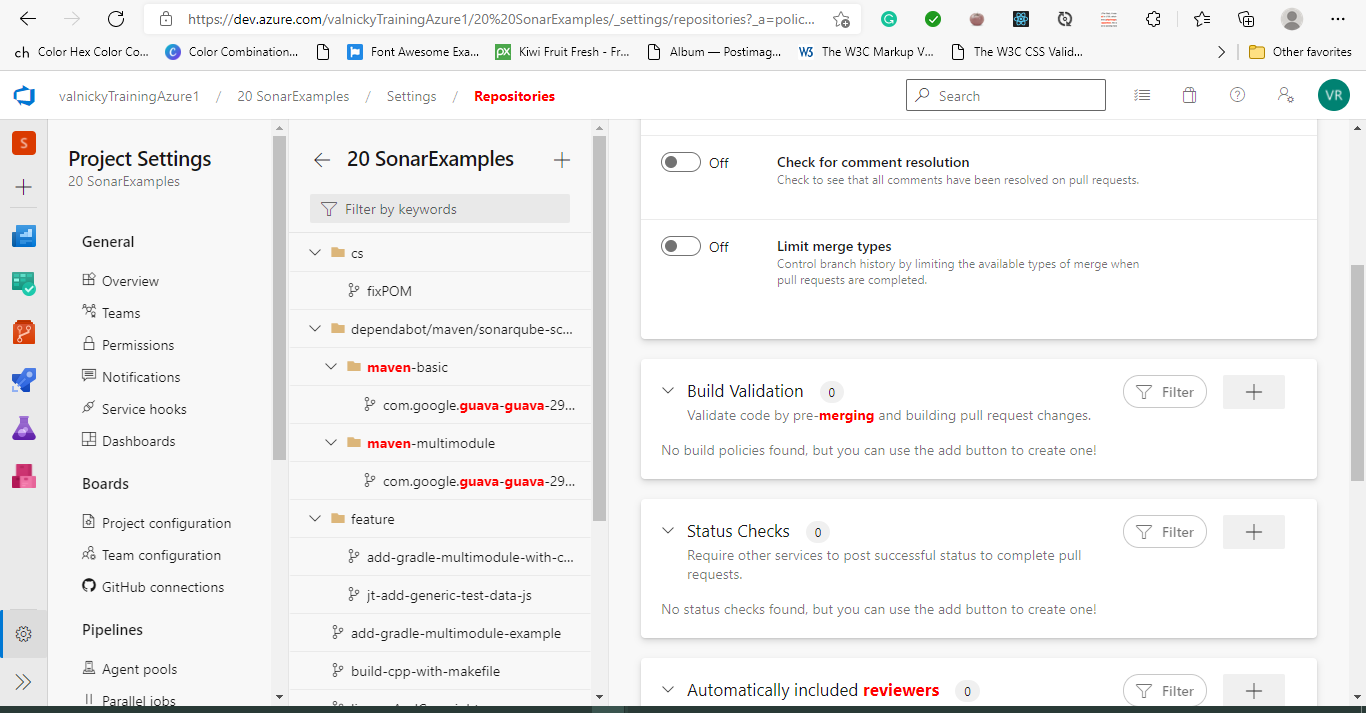 https://dev.azure.com/valnickyTrainingAzure1/20%20SonarExamples/_settings/repositories?_a=polic...
ch Color Hex Color Co...
C Color Combination...
Font Awesome Exa...
px Kiwi Fruit Fresh - Fr...
Album — Postimag...
W3 The W3C Markup V...
The W3C CSS Valid...
Other favorites
valnickyTrainingAzure1 / 20 SonarExamples / Settings / Repositories
Search
VR
S
Project Settings
20 SonarExamples
General
Overview
Teams
Permissions
Notifications
Service hooks
Dashboards
Boards
Project configuration
Team configuration
GitHub connections
Pipelines
Agent pools
Parallel jobs
20 SonarExamples
Filter by keywords
cs
fixPOM
dependabot/maven/sonarqube-sc...
maven-basic
com.google.guava-guava-29...
maven-multimodule
com.google.guava-guava-29...
feature
add-gradle-multimodule-with-c...
jt-add-generic-test-data-js
add-gradle-multimodule-example
build-cpp-with-makefile
Off
Check for comment resolution
Check to see that all comments have been resolved on pull requests.
Off
Limit merge types
Control branch history by limiting the available types of merge when
pull requests are completed.
Build Validation 0
Filter
Validate code by pre-merging and building pull request changes.
No build policies found, but you can use the add button to create one!
Status Checks 0
Filter
Require other services to post successful status to complete pull
requests.
No status checks found, but you can use the add button to create one!
Automatically included reviewers 0
Filter